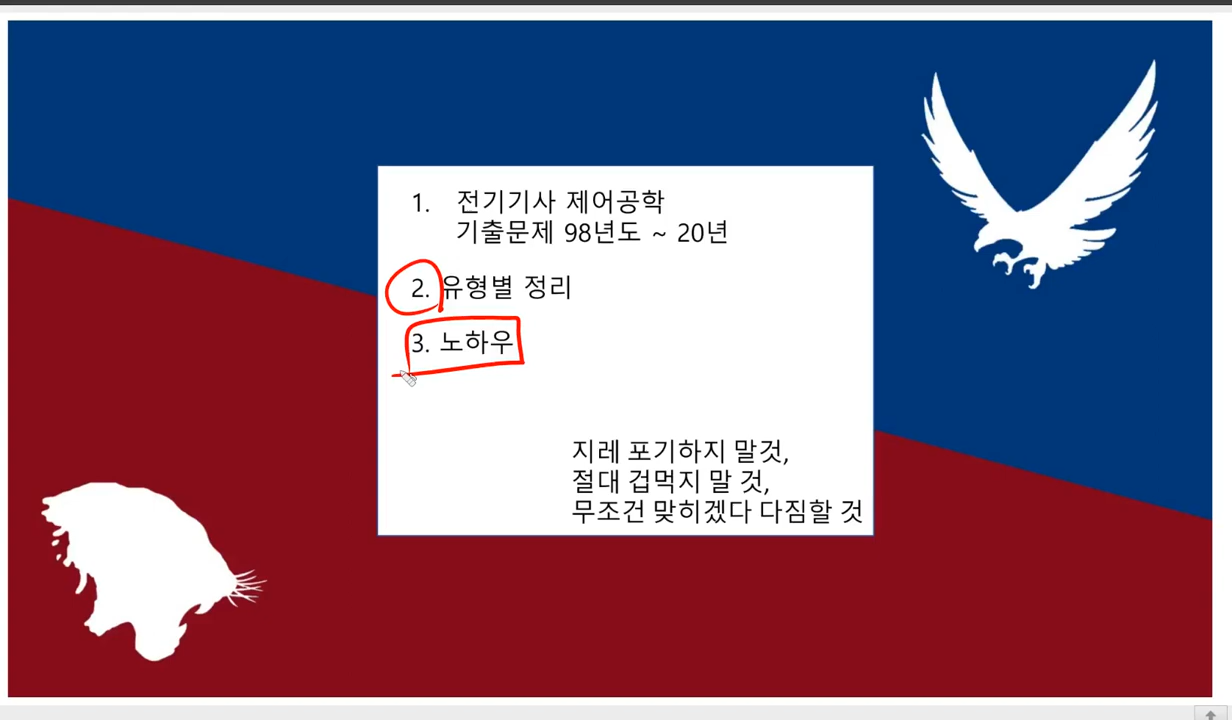 1. 전기기사 제어공학
기출문제 98년도 ~ 20년
2. 유형별 정리
3. 노하우
지레 포기하지 말것,
절대 겁먹지 말 것,
무조건 맞히겠다 다짐할 것